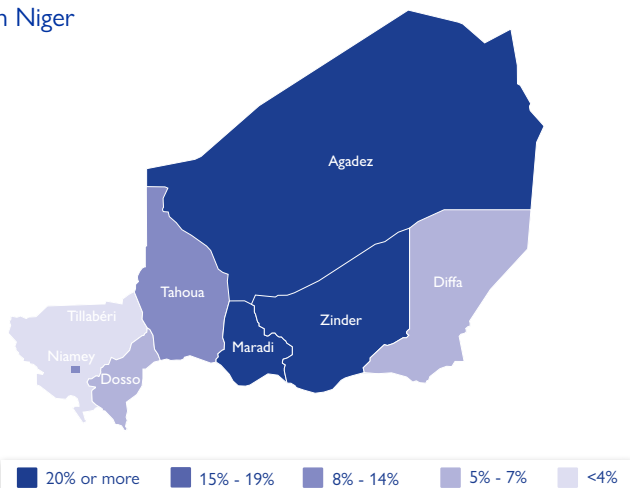 n Niger
Agadez
Diffa
Tahoua
Tillabéri
Zinder
Maradi
Niamey
Dosso
20% or more
15% - 19%
8% - 14%
5% - 7%
<4%